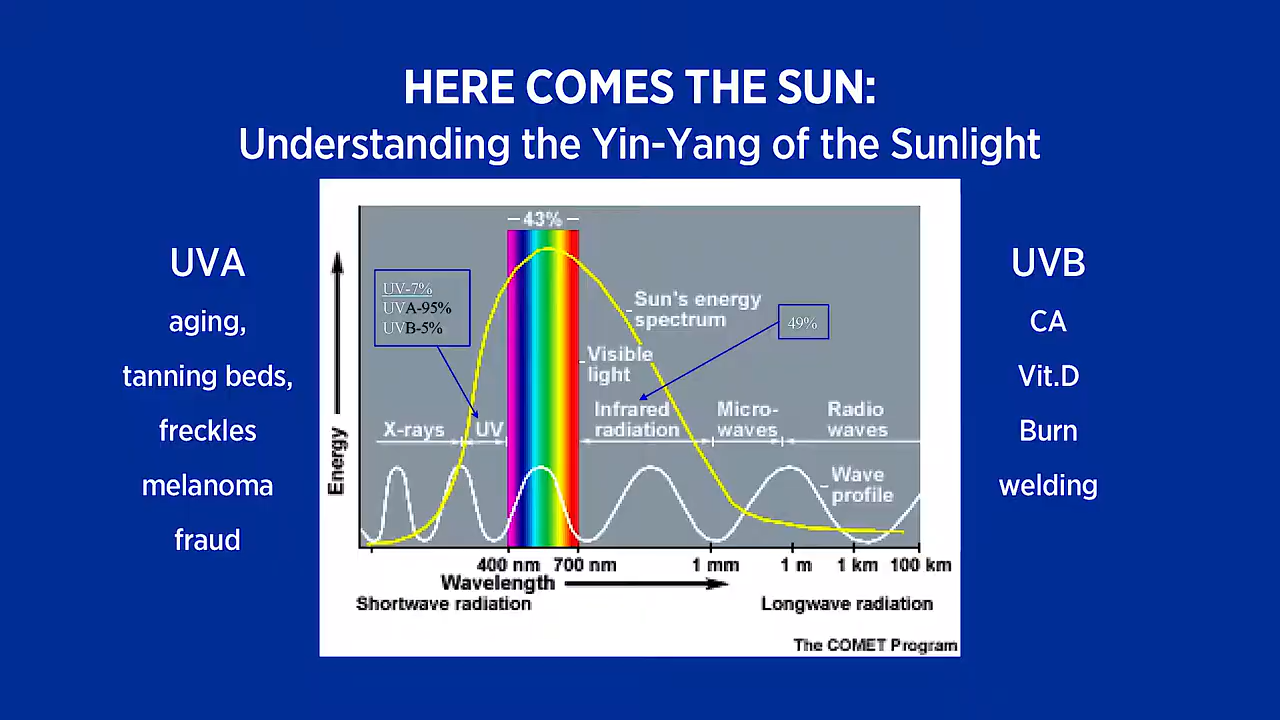 HERE COMES THE SUN:
Understanding the Yin-Yang of the Sunlight
UVA
aging,
tanning beds,
freckles
melanoma
fraud
43%
UV-7%
UVA-95%
UVB-5%
Sun's energy
spectrum
49%
Visible
light
X-rays
UV
Infrared
radiation
Micro-
waves
Radio
waves
Wave
profile
Energy
400 nm 700 nm 1 mm 1 m 1 km 100 km
Wavelength
Shortwave radiation
Longwave radiation
The COMET Program
UVB
CA
Vit.D
Burn
welding